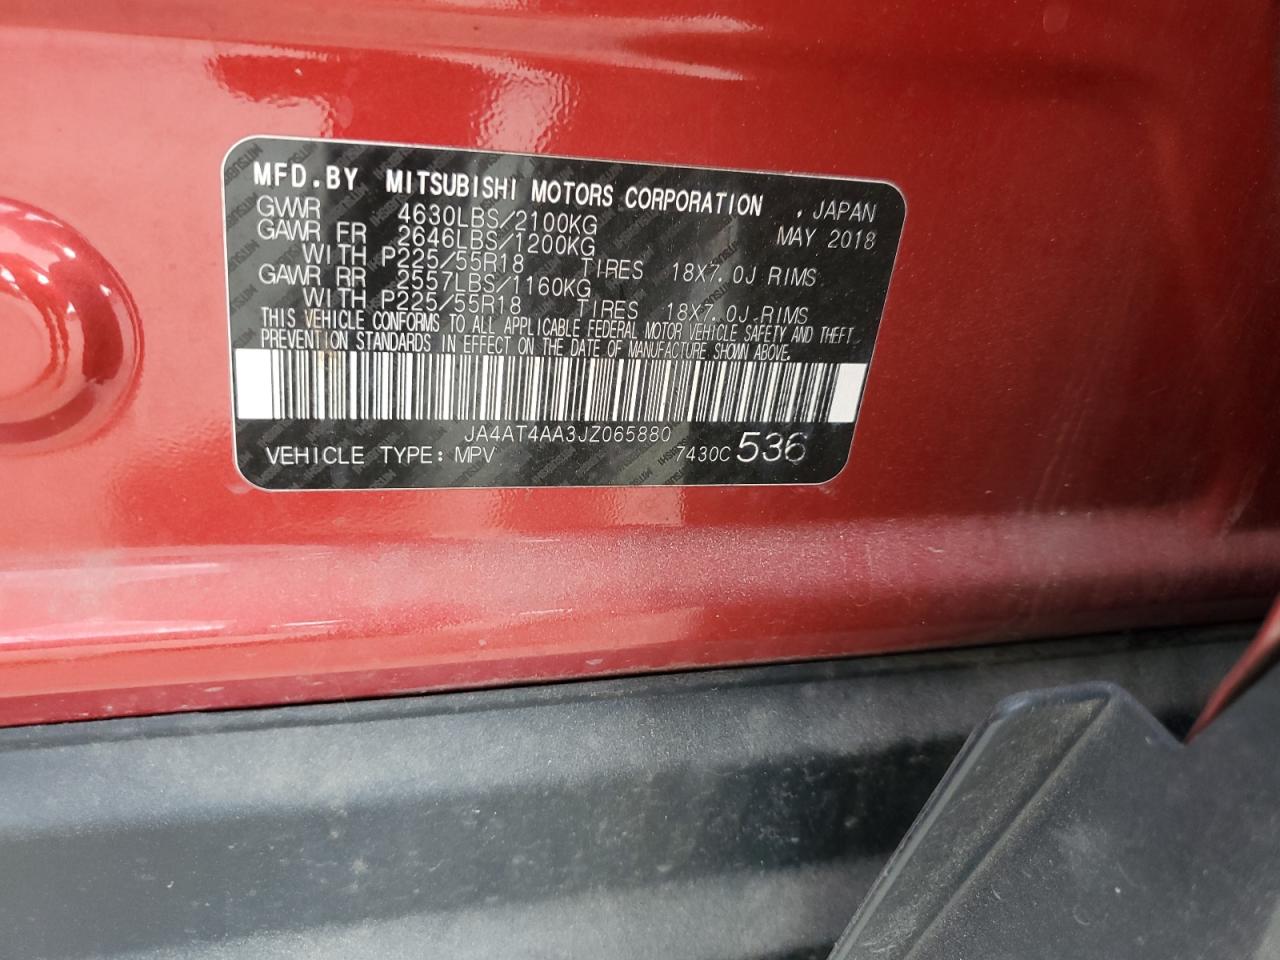 MFD.BY MITSUBISHI MOTORS CORPORATION , JAPAN
GWR 4630LBS/2100KG MAY 2018
GAWR FR 2646LBS/1200KG
WITH P225/55R18 TIRES 18X7.0J RIMS
GAWR RR 2557LBS/1160KG
WITH P225/55R18 TIRES 18X7.0J RIMS
THIS VEHICLE CONFORMS TO ALL APPLICABLE FEDERAL MOTOR VEHICLE SAFETY AND THEFT
PREVENTION STANDARDS IN EFFECT ON THE DATE OF MANUFACTURE SHOWN ABOVE.
JA4AT4AA3JZ065880
VEHICLE TYPE: MPV 7430C 536